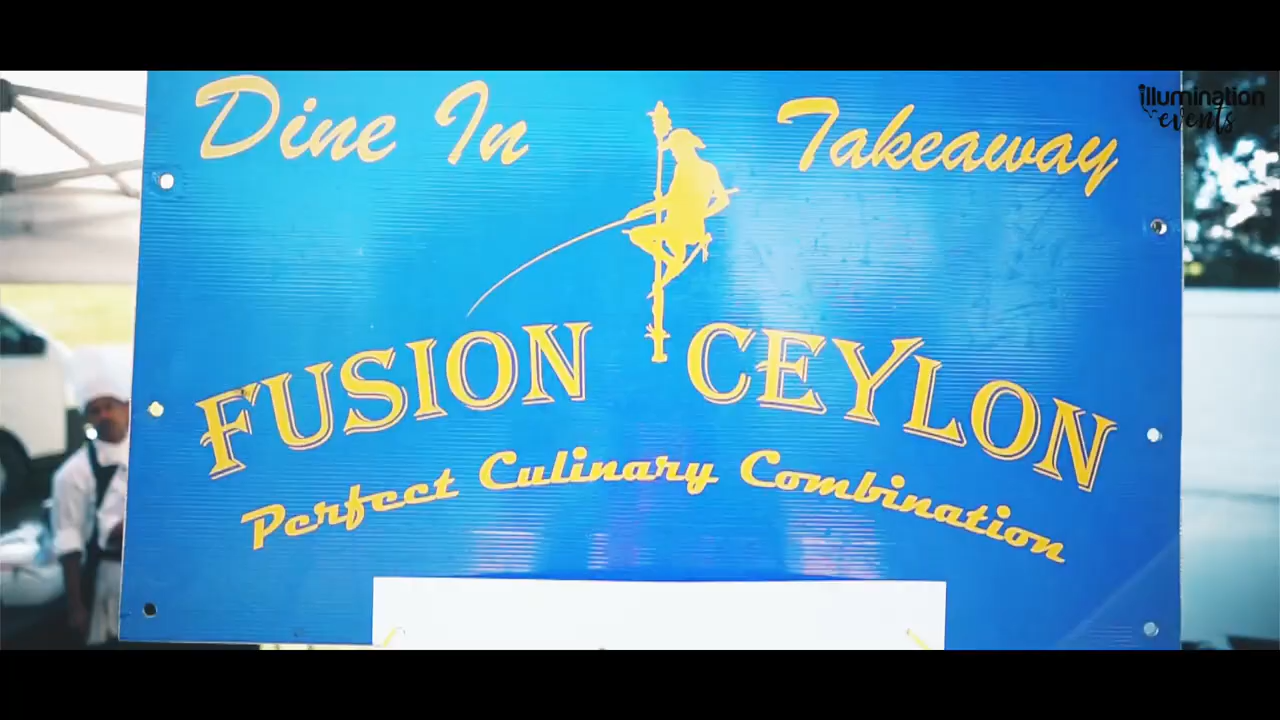 illumination
events
Dine In Takeaway
FUSION CEYLON
Perfect Culinary Combination